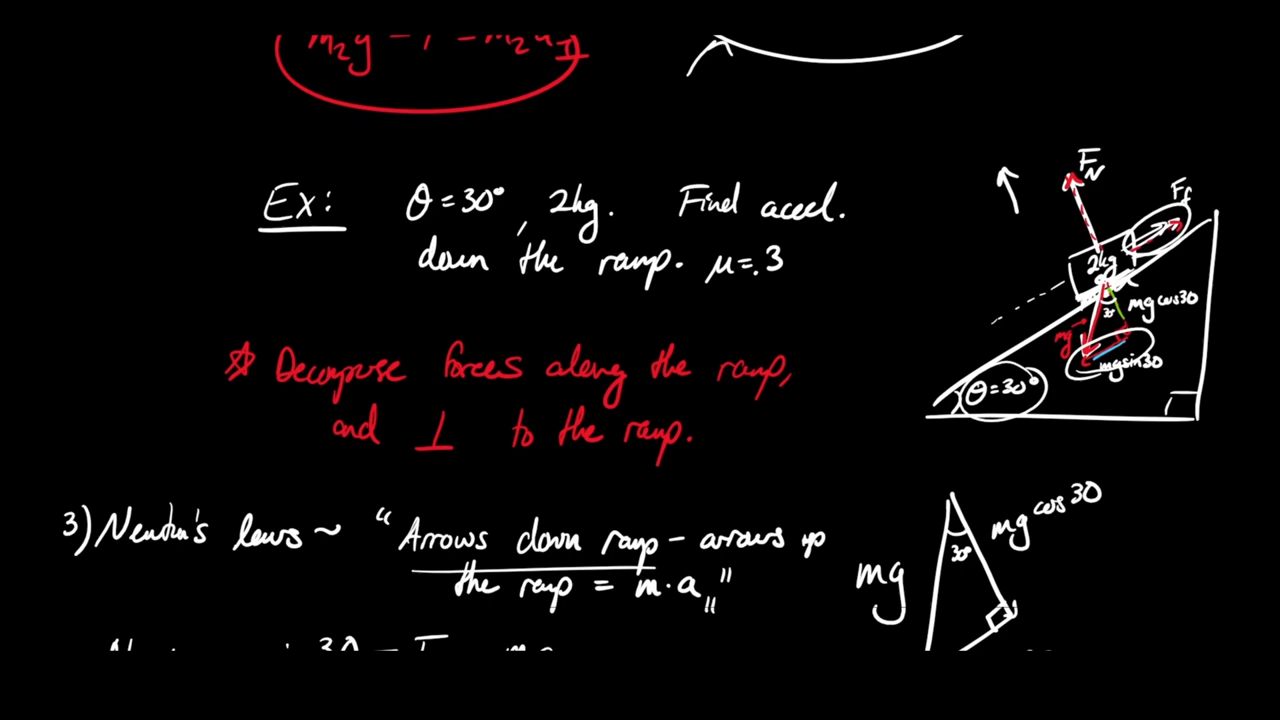 Ex: θ = 30°, 2kg. Find accel.
down the ramp. μ = .3
☆ Decompose forces along the ramp,
and ⊥ to the ramp.
3) Newton's laws ~ "Arrows down ramp - arrows up
the ramp = m·a∥"
F_N
F_f
2kg
30°
mg cos30
mg
mg sin30
θ = 30°
mg cos30
30°
mg